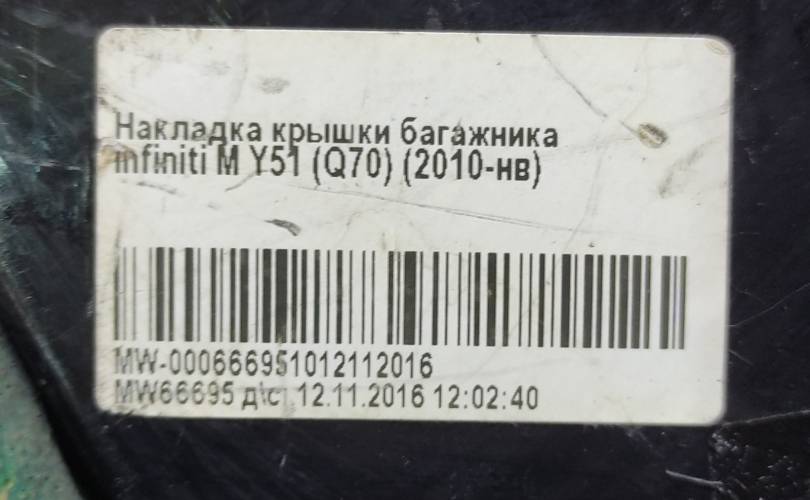 Накладка крышки багажника
Infiniti M Y51 (Q70) (2010-нв)
MW-000666951012112016
MW66695 д\с 12.11.2016 12:02:40